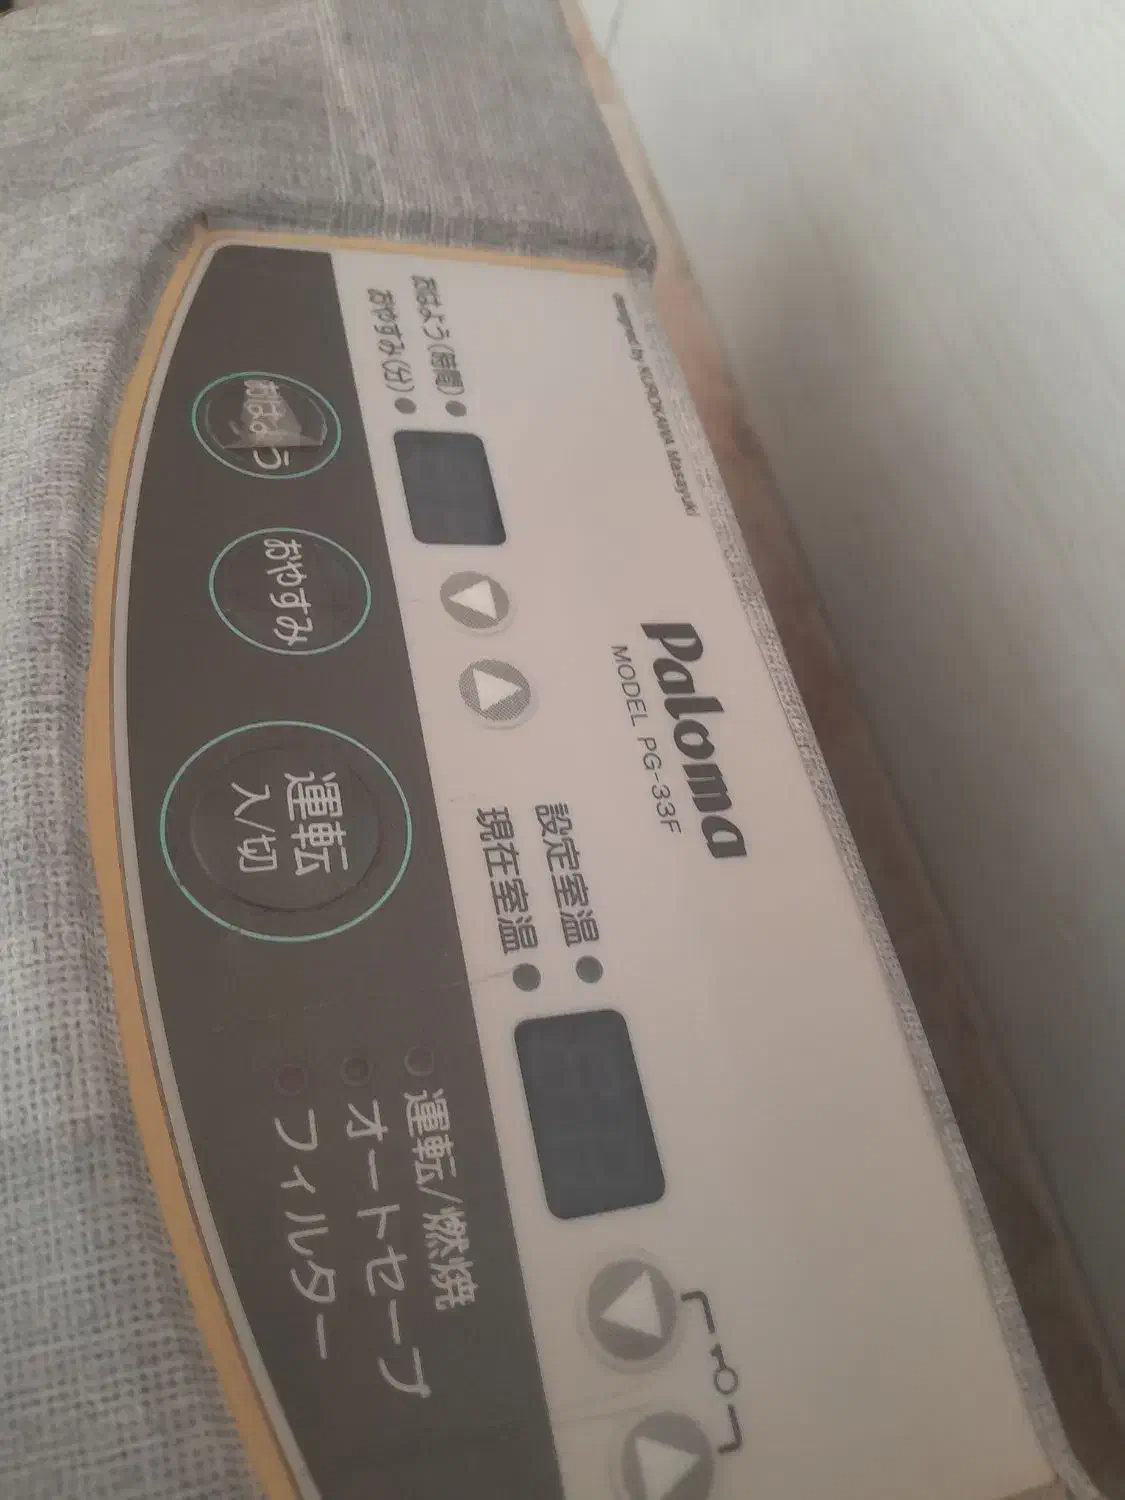 designed by KUROKAWA Masayuki
Paloma
MODEL PG-33F
おはよう(時間)
おやすみ(分)
設定室温
現在室温
おはよう
おやすみ
運転
入/切
運転/燃焼
オートセーブ
フィルター